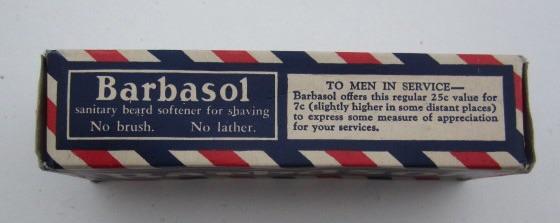 Barbasol
sanitary beard softener for shaving
No brush. No lather.
TO MEN IN SERVICE—
Barbasol offers this regular 25c value for
7c (slightly higher in some distant places)
to express some measure of appreciation
for your services.